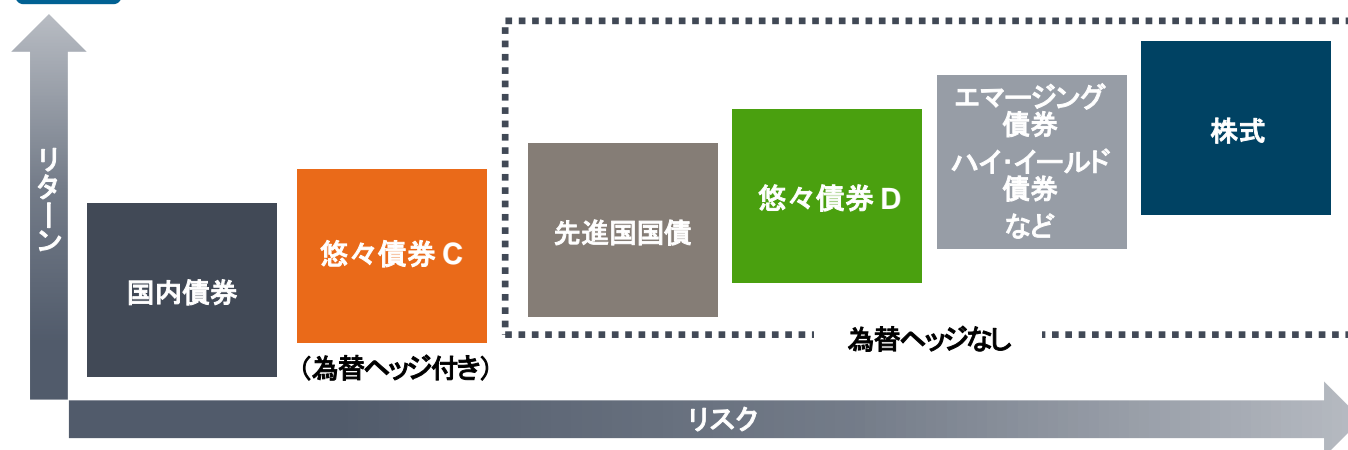 リターン
国内債券
悠々債券 C
（為替ヘッジ付き）
先進国国債
悠々債券 D
エマージング
債券
ハイ・イールド
債券
など
株式
為替ヘッジなし
リスク